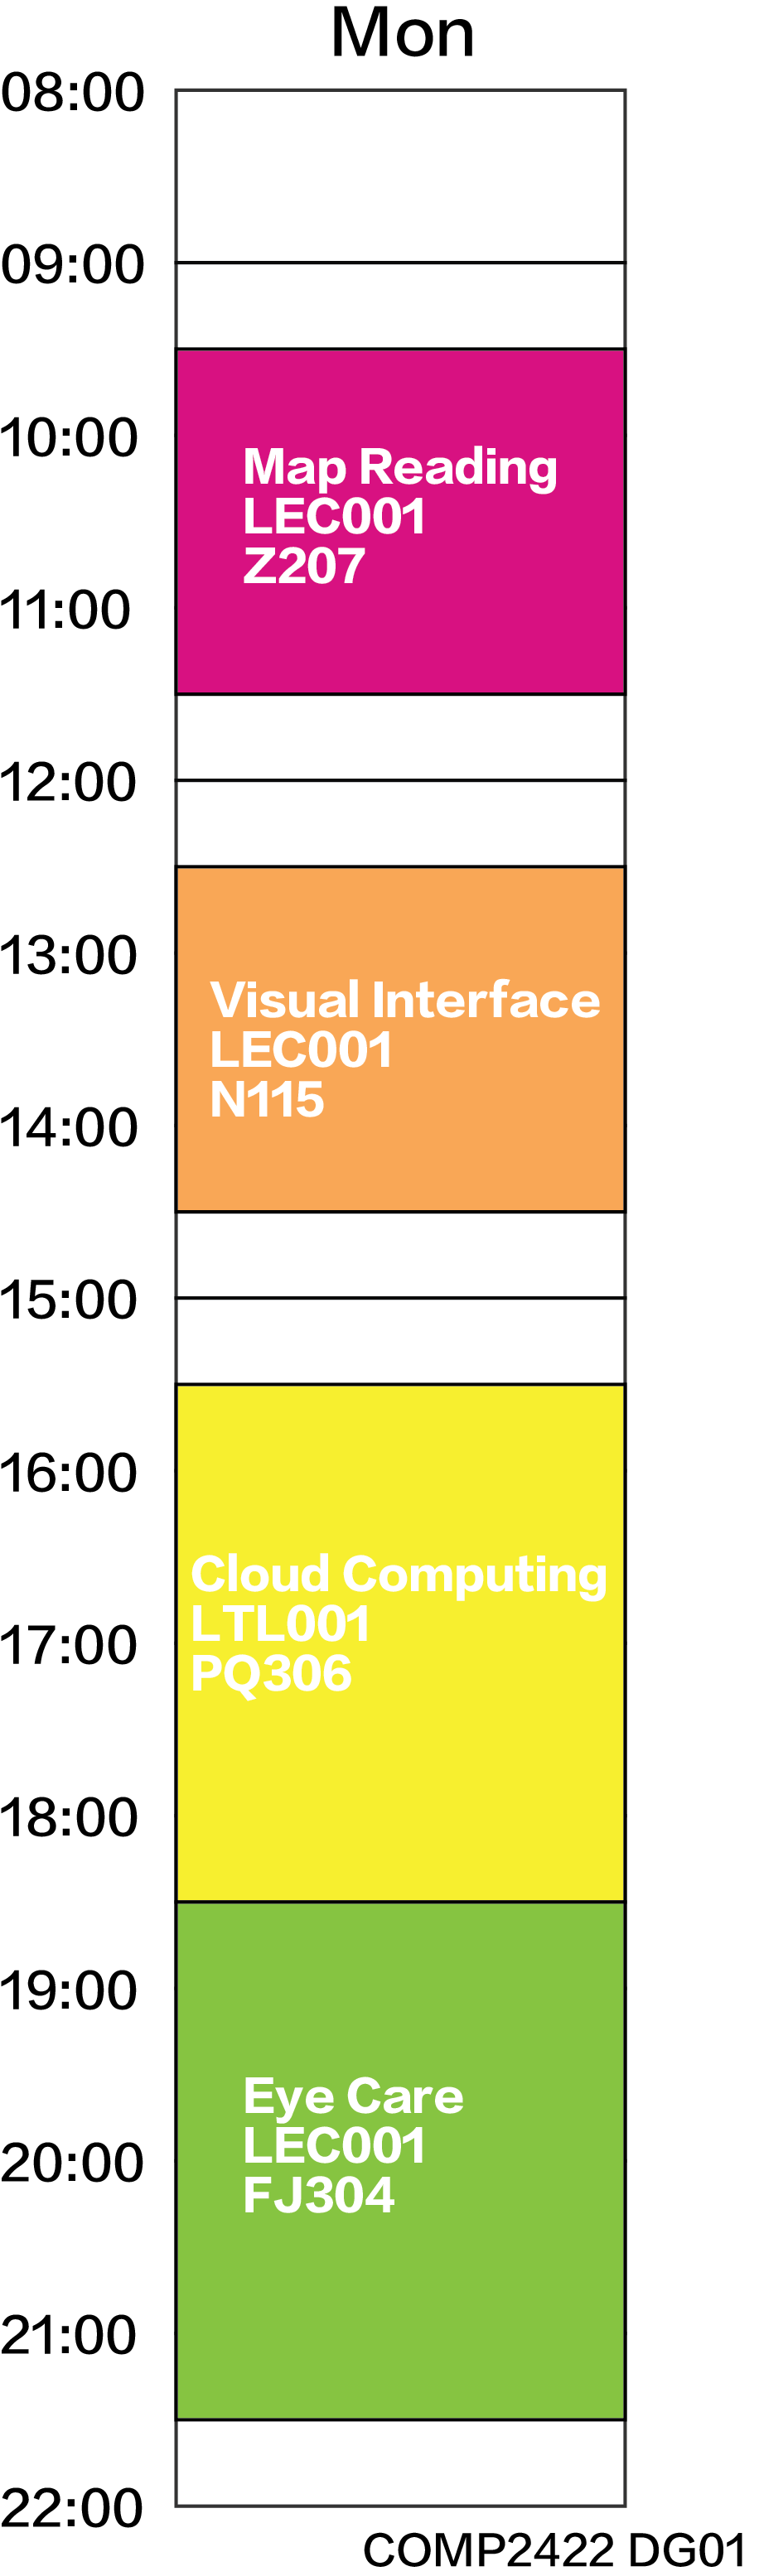 Mon
08:00
09:00
10:00
Map Reading
LEC001
Z207
11:00
12:00
13:00
Visual Interface
LEC001
N115
14:00
15:00
16:00
Cloud Computing
LTL001
PQ306
17:00
18:00
19:00
Eye Care
LEC001
FJ304
20:00
21:00
22:00
COMP2422 DG01